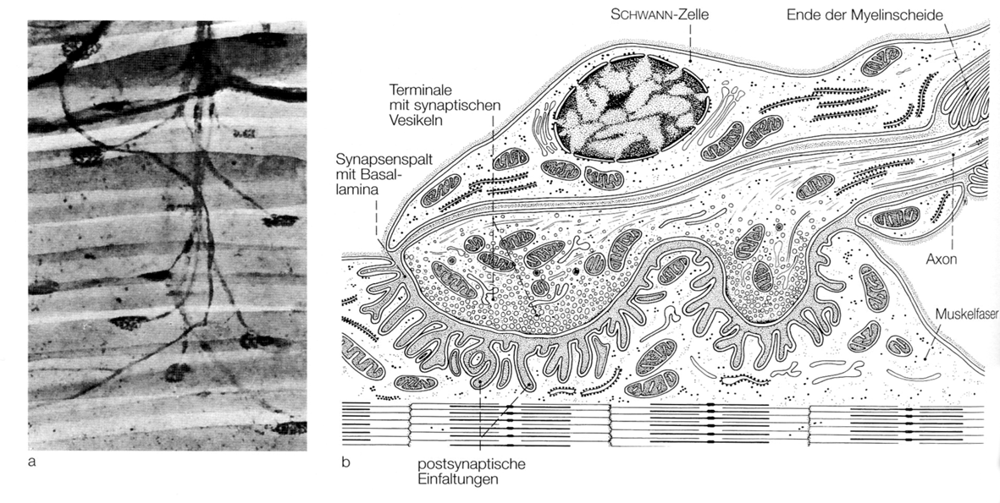 SCHWANN-Zelle
Ende der Myelinscheide
Terminale
mit synaptischen
Vesikeln
Synapsenspalt
mit Basal-
lamina
Axon
Muskelfaser
a
b
postsynaptische
Einfaltungen